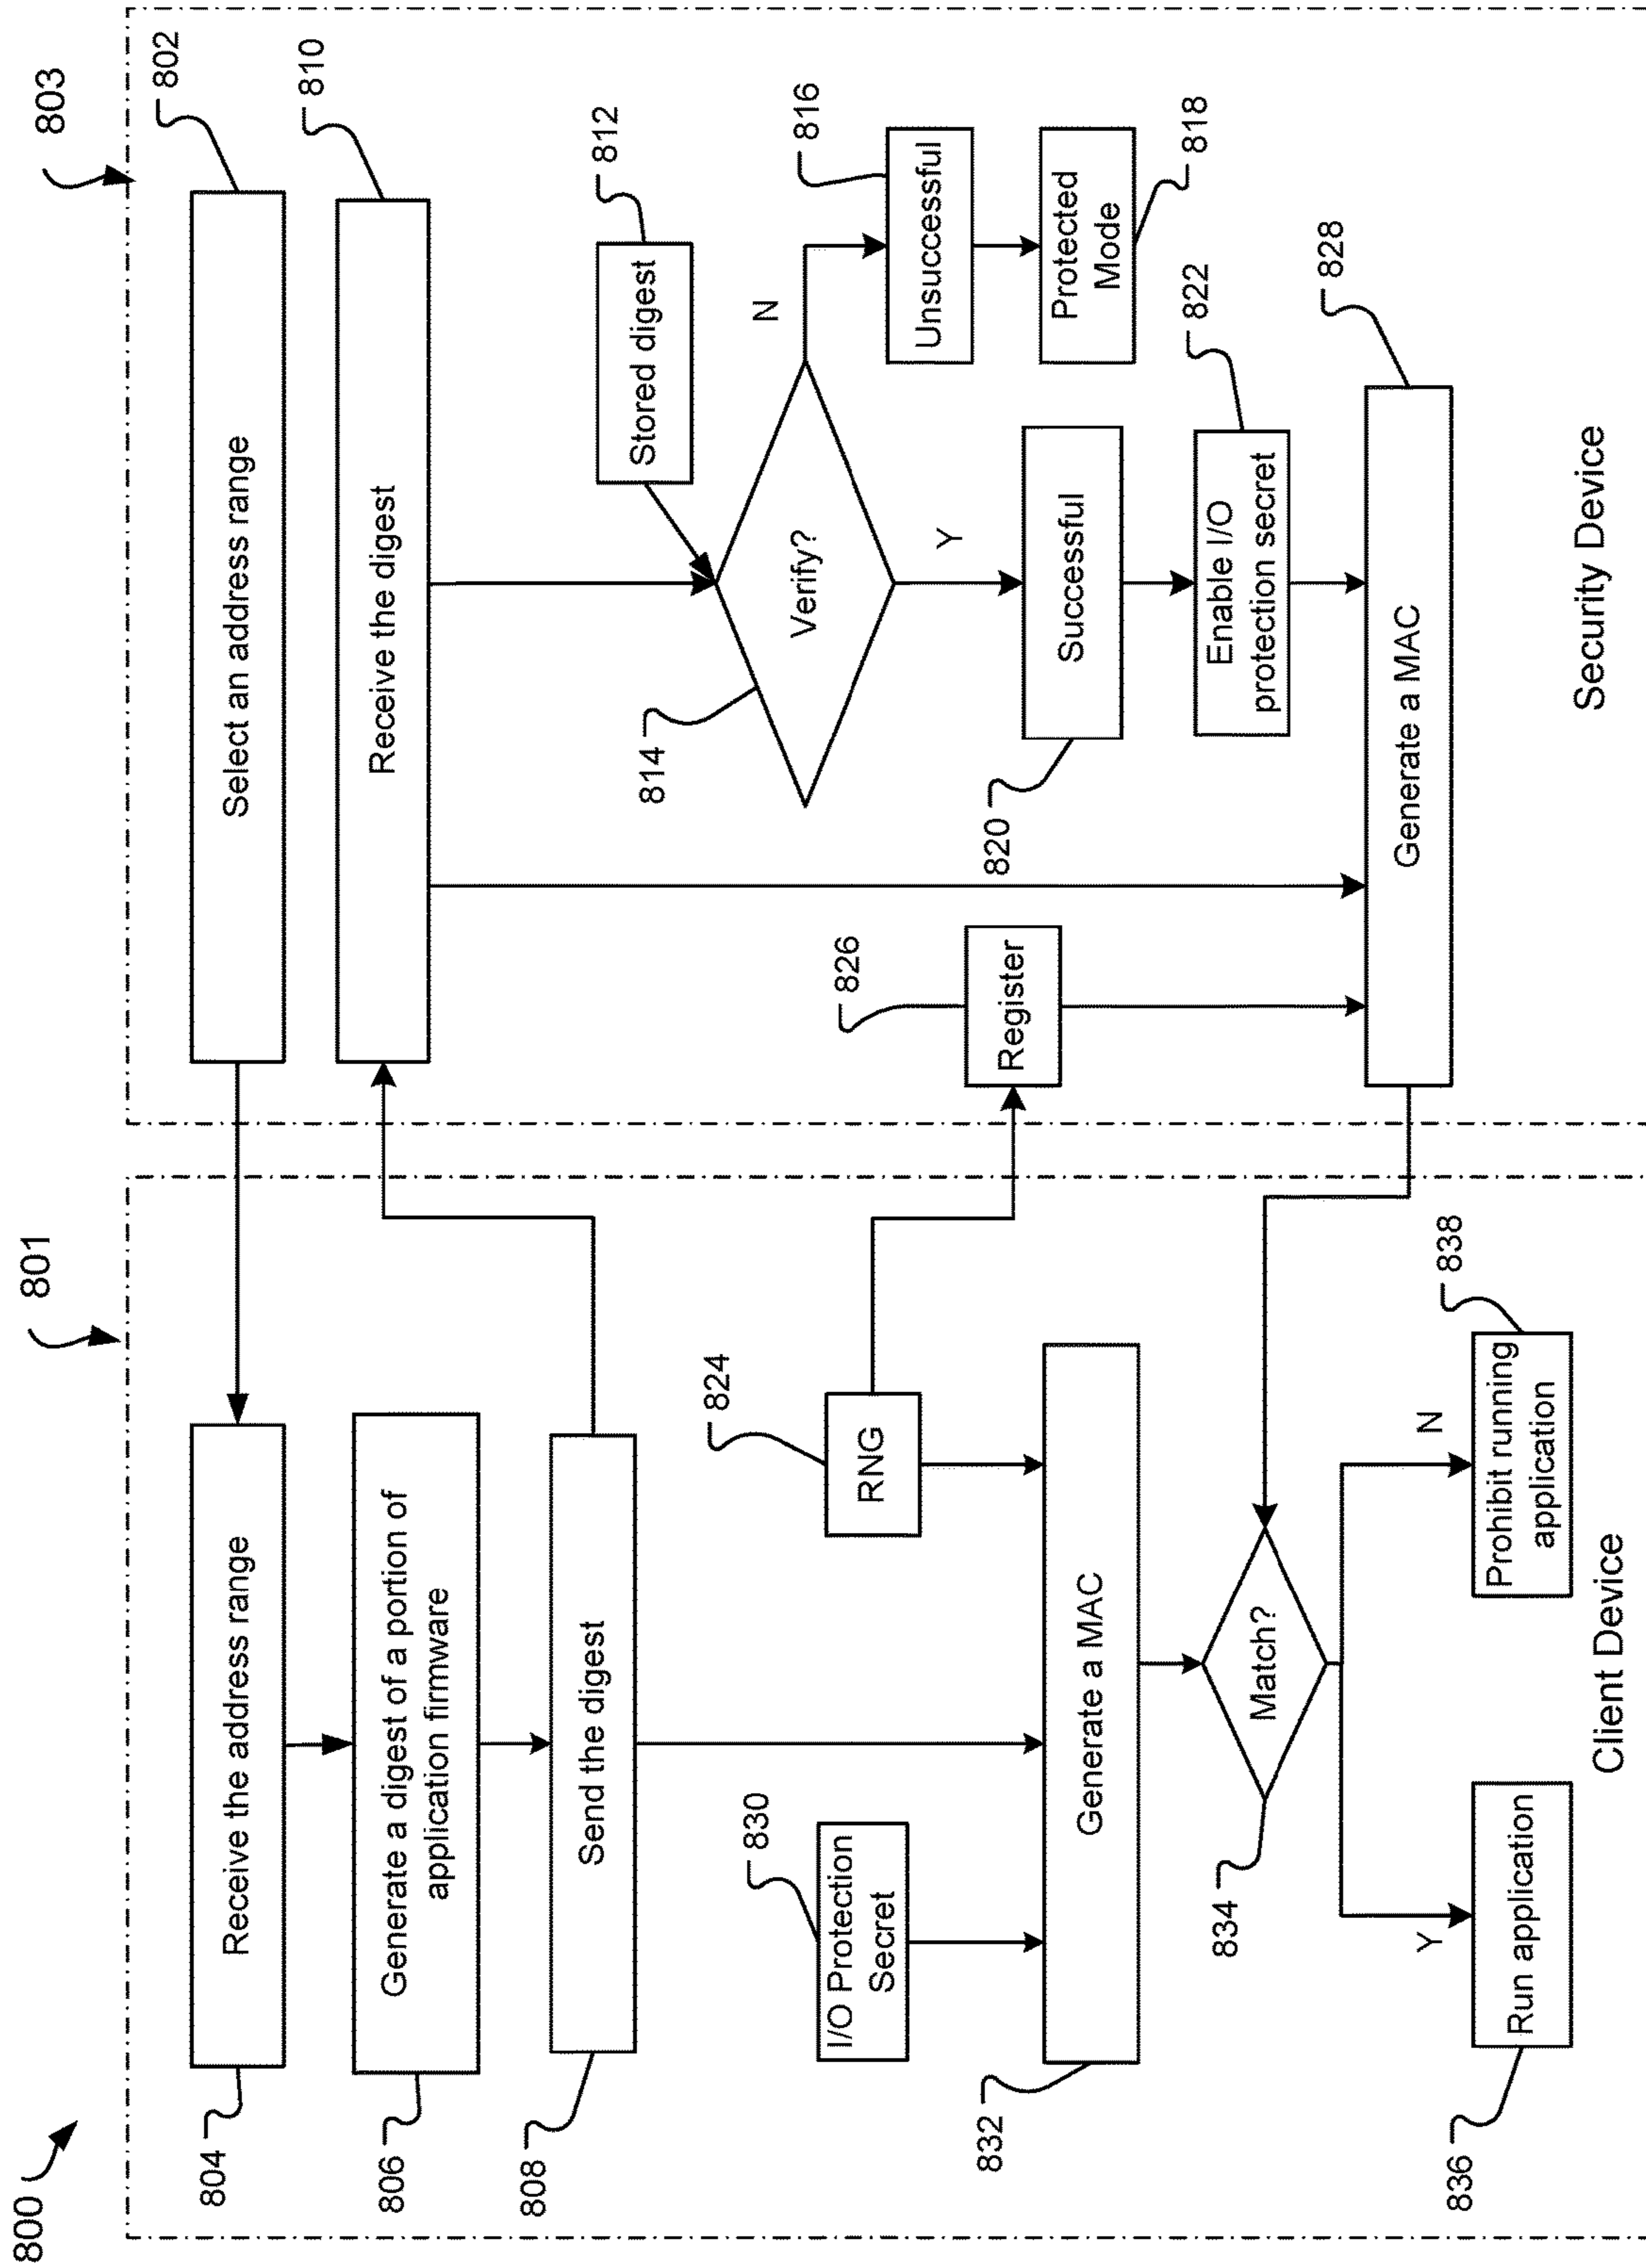 800
801
803
804
Receive the address range
Select an address range
802
806
Generate a digest of a portion of
application firmware
Receive the digest
810
808
Send the digest
Stored digest
812
814
Verify?
N
Y
Unsuccessful
816
Protected
Mode
818
820
Successful
Enable I/O
protection secret
822
830
I/O Protection
Secret
824
RNG
826
Register
832
Generate a MAC
Generate a MAC
828
834
Match?
Y
N
836
Run application
Prohibit running
application
838
Client Device
Security Device